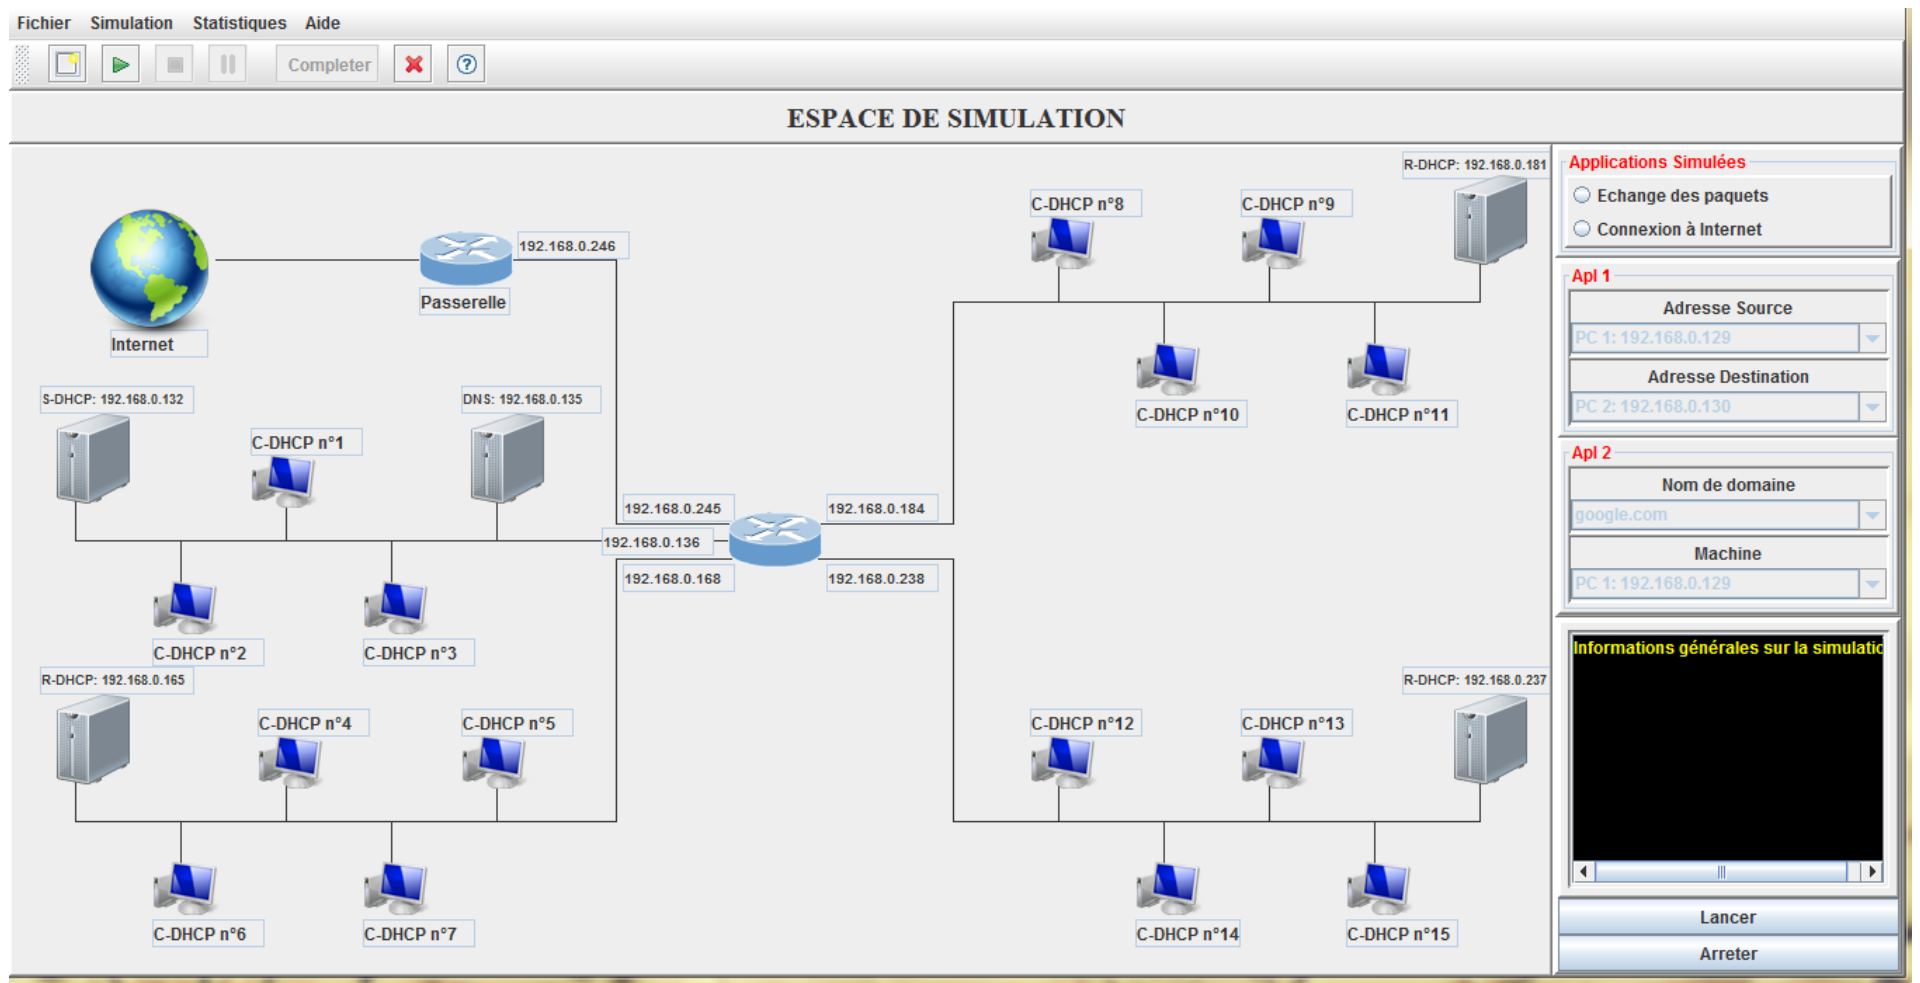 Fichier Simulation Statistiques Aide
Completer
ESPACE DE SIMULATION
R-DHCP: 192.168.0.181
C-DHCP n°8
C-DHCP n°9
192.168.0.246
Passerelle
Internet
C-DHCP n°10
C-DHCP n°11
S-DHCP: 192.168.0.132
DNS: 192.168.0.135
C-DHCP n°1
192.168.0.245
192.168.0.184
192.168.0.136
192.168.0.168
192.168.0.238
C-DHCP n°2
C-DHCP n°3
R-DHCP: 192.168.0.165
R-DHCP: 192.168.0.237
C-DHCP n°4
C-DHCP n°5
C-DHCP n°12
C-DHCP n°13
C-DHCP n°6
C-DHCP n°7
C-DHCP n°14
C-DHCP n°15
Applications Simulées
Echange des paquets
Connexion à Internet
Apl 1
Adresse Source
PC 1: 192.168.0.129
Adresse Destination
PC 2: 192.168.0.130
Apl 2
Nom de domaine
google.com
Machine
PC 1: 192.168.0.129
Informations générales sur la simulatio
Lancer
Arreter